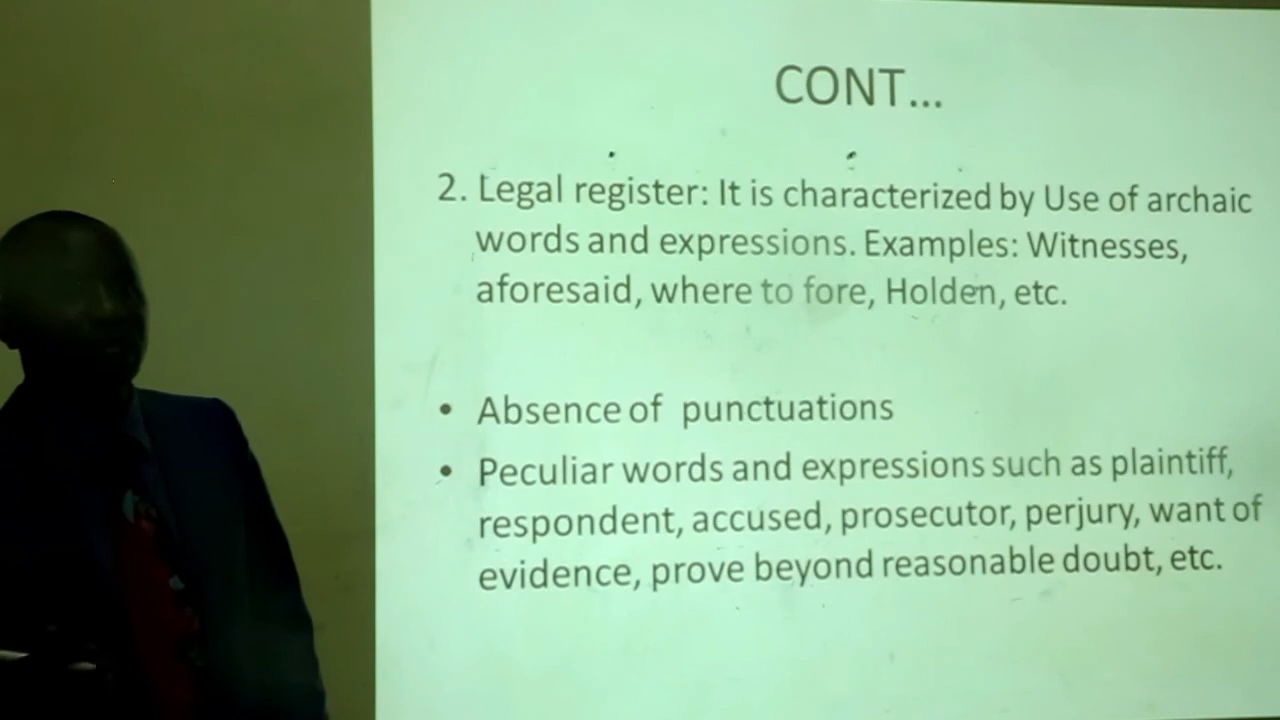 CONT...
2. Legal register: It is characterized by Use of archaic
words and expressions. Examples: Witnesses,
aforesaid, where to fore, Holden, etc.
• Absence of punctuations
• Peculiar words and expressions such as plaintiff,
respondent, accused, prosecutor, perjury, want of
evidence, prove beyond reasonable doubt, etc.